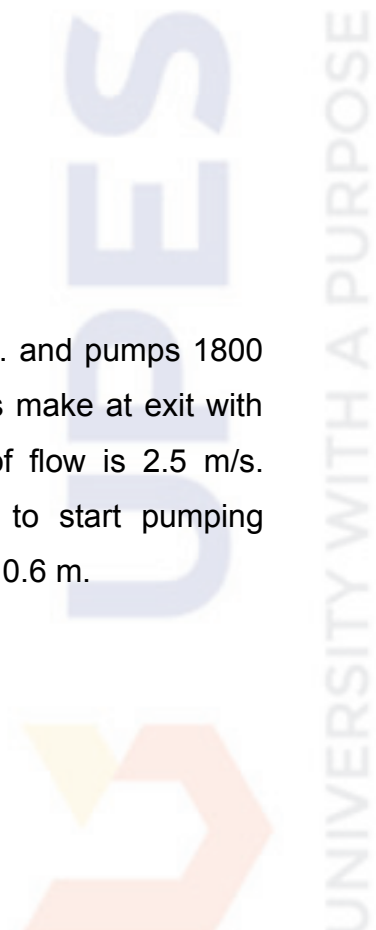 . and pumps 1800
s make at exit with
of flow is 2.5 m/s.
to start pumping
0.6 m.
UPES
UNIVERSITY WITH A PURPOSE